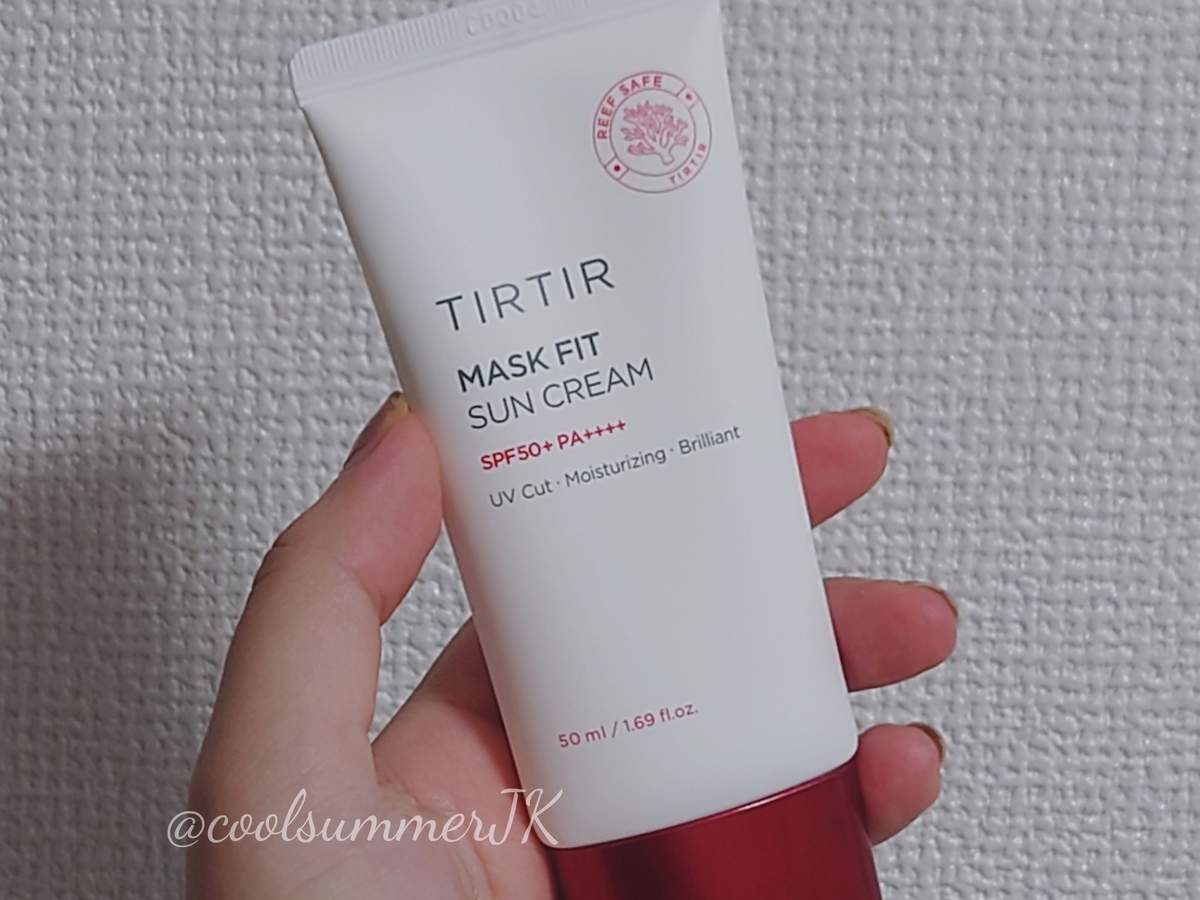 REEF SAFE
TIRTIR
TIRTIR
MASK FIT
SUN CREAM
SPF50+ PA++++
UV Cut · Moisturizing · Brilliant
50 ml / 1.69 fl.oz.
@coolsummerJK